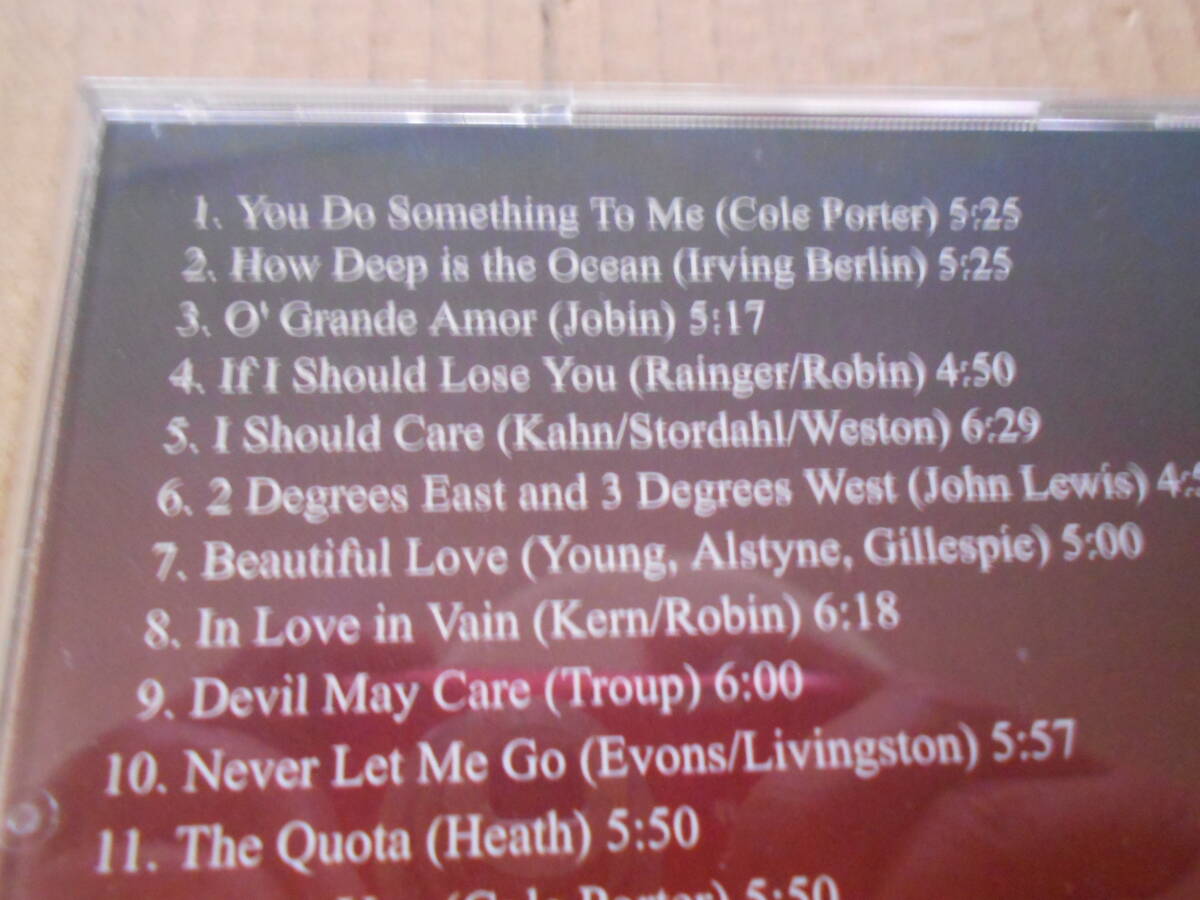 1. You Do Something To Me (Cole Porter) 5:25
2. How Deep is the Ocean (Irving Berlin) 5:25
3. O' Grande Amor (Jobin) 5:17
4. If I Should Lose You (Rainger/Robin) 4:50
5. I Should Care (Kahn/Stordahl/Weston) 6:29
6. 2 Degrees East and 3 Degrees West (John Lewis)
7. Beautiful Love (Young, Alstyne, Gillespie) 5:00
8. In Love in Vain (Kern/Robin) 6:18
9. Devil May Care (Troup) 6:00
10. Never Let Me Go (Evons/Livingston) 5:57
11. The Quota (Heath) 5:50
(Cole Porter) 5:50